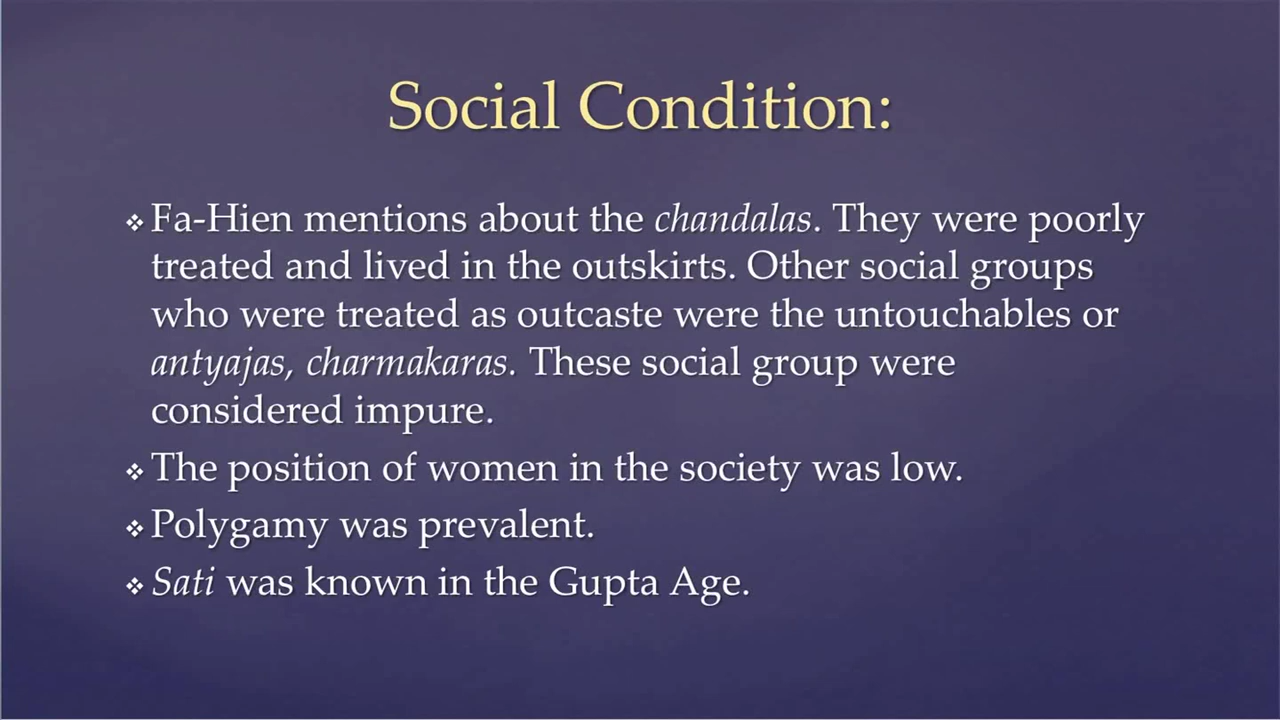 Social Condition:
❖ Fa-Hien mentions about the chandalas. They were poorly
treated and lived in the outskirts. Other social groups
who were treated as outcaste were the untouchables or
antyajas, charmakaras. These social group were
considered impure.
❖ The position of women in the society was low.
❖ Polygamy was prevalent.
❖ Sati was known in the Gupta Age.